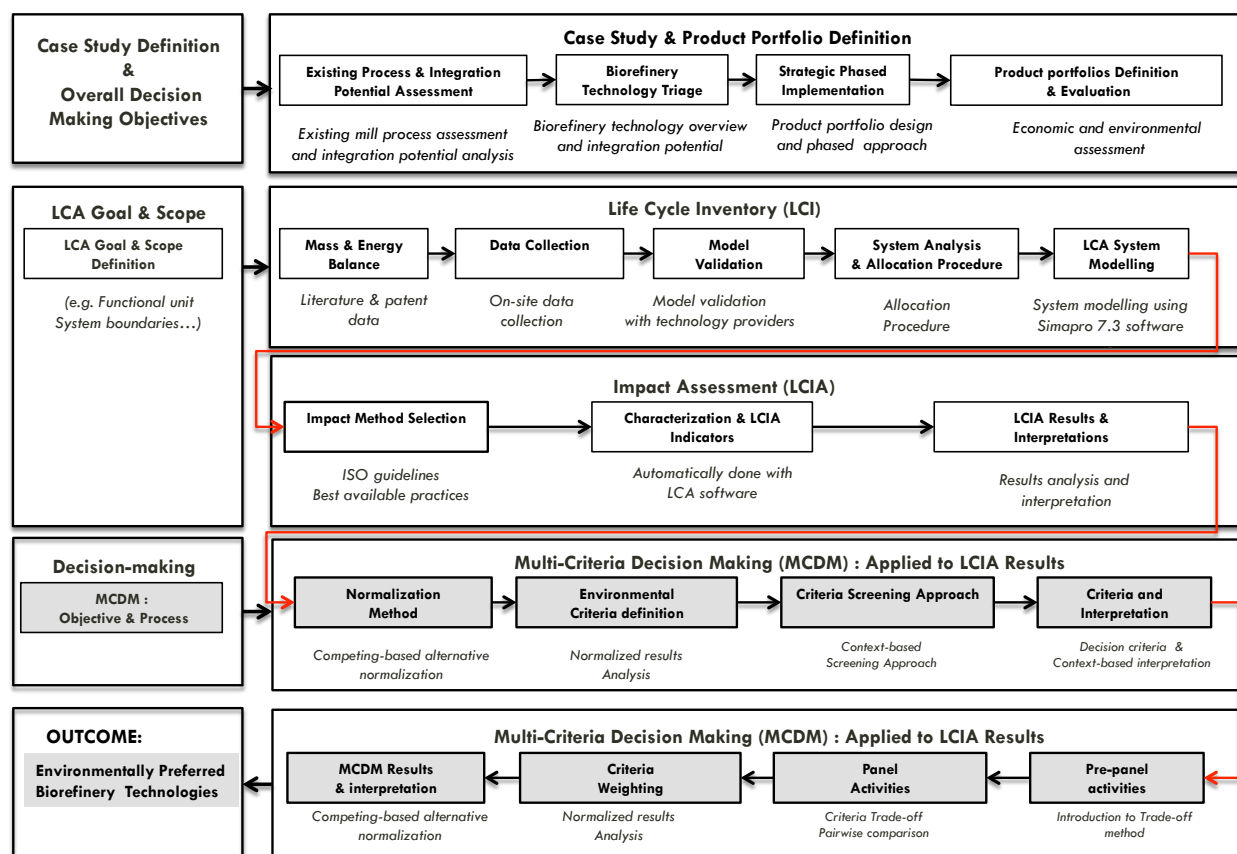 Case Study Definition
&
Overall Decision
Making Objectives
Case Study & Product Portfolio Definition
Existing Process & Integration
Potential Assessment
Existing mill process assessment
and integration potential analysis
Biorefinery
Technology Triage
Biorefinery technology overview
and integration potential
Strategic Phased
Implementation
Product portfolio design
and phased approach
Product portfolios Definition
& Evaluation
Economic and environmental
assessment
LCA Goal & Scope
LCA Goal & Scope
Definition
(e.g. Functional unit
System boundaries…)
Life Cycle Inventory (LCI)
Mass & Energy
Balance
Literature & patent
data
Data Collection
On-site data
collection
Model
Validation
Model validation
with technology providers
System Analysis
& Allocation Procedure
Allocation
Procedure
LCA System
Modelling
System modelling using
Simapro 7.3 software
Impact Assessment (LCIA)
Impact Method Selection
ISO guidelines
Best available practices
Characterization & LCIA
Indicators
Automatically done with
LCA software
LCIA Results &
Interpretations
Results analysis and
interpretation
Decision-making
MCDM :
Objective & Process
Multi-Criteria Decision Making (MCDM) : Applied to LCIA Results
Normalization
Method
Competing-based alternative
normalization
Environmental
Criteria definition
Normalized results
Analysis
Criteria Screening Approach
Context-based
Screening Approach
Criteria and
Interpretation
Decision criteria &
Context-based interpretation
OUTCOME:
Environmentally Preferred
Biorefinery Technologies
Multi-Criteria Decision Making (MCDM) : Applied to LCIA Results
MCDM Results
& interpretation
Competing-based alternative
normalization
Criteria
Weighting
Normalized results
Analysis
Panel
Activities
Criteria Trade-off
Pairwise comparison
Pre-panel
activities
Introduction to Trade-off
method